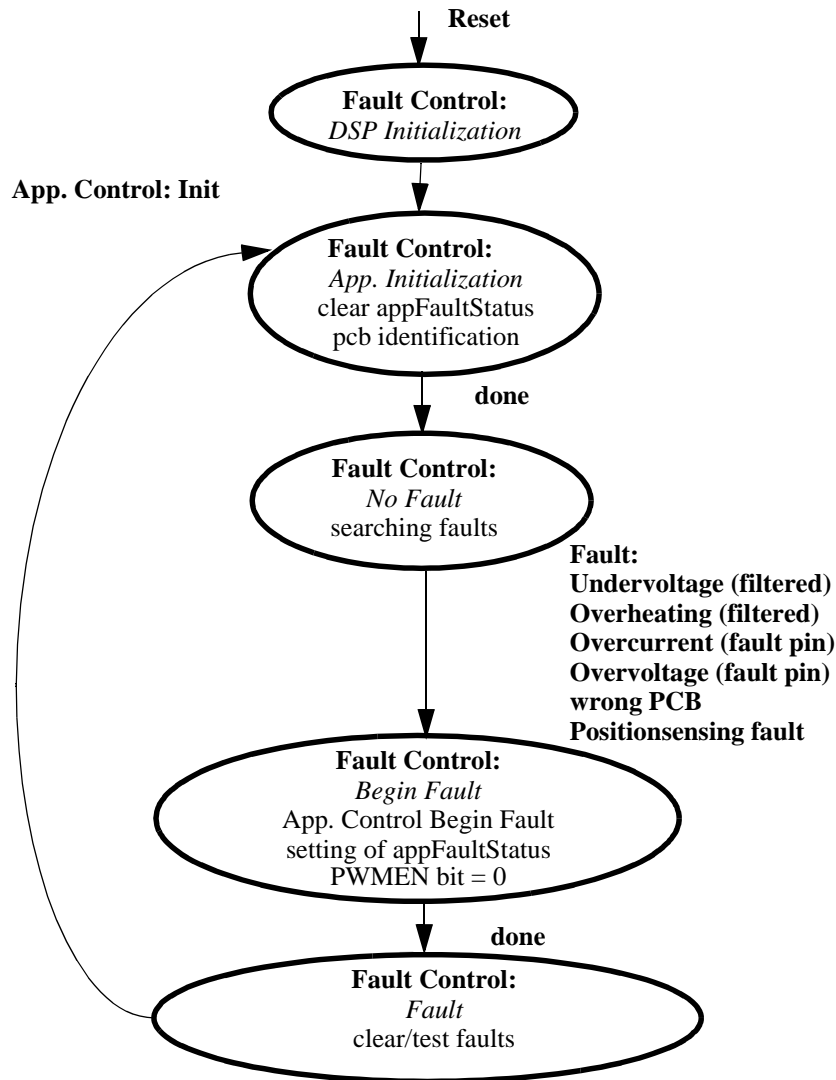 Reset
Fault Control:
DSP Initialization
App. Control: Init
Fault Control:
App. Initialization
clear appFaultStatus
pcb identification
done
Fault Control:
No Fault
searching faults
Fault:
Undervoltage (filtered)
Overheating (filtered)
Overcurrent (fault pin)
Overvoltage (fault pin)
wrong PCB
Positionsensing fault
Fault Control:
Begin Fault
App. Control Begin Fault
setting of appFaultStatus
PWMEN bit = 0
done
Fault Control:
Fault
clear/test faults